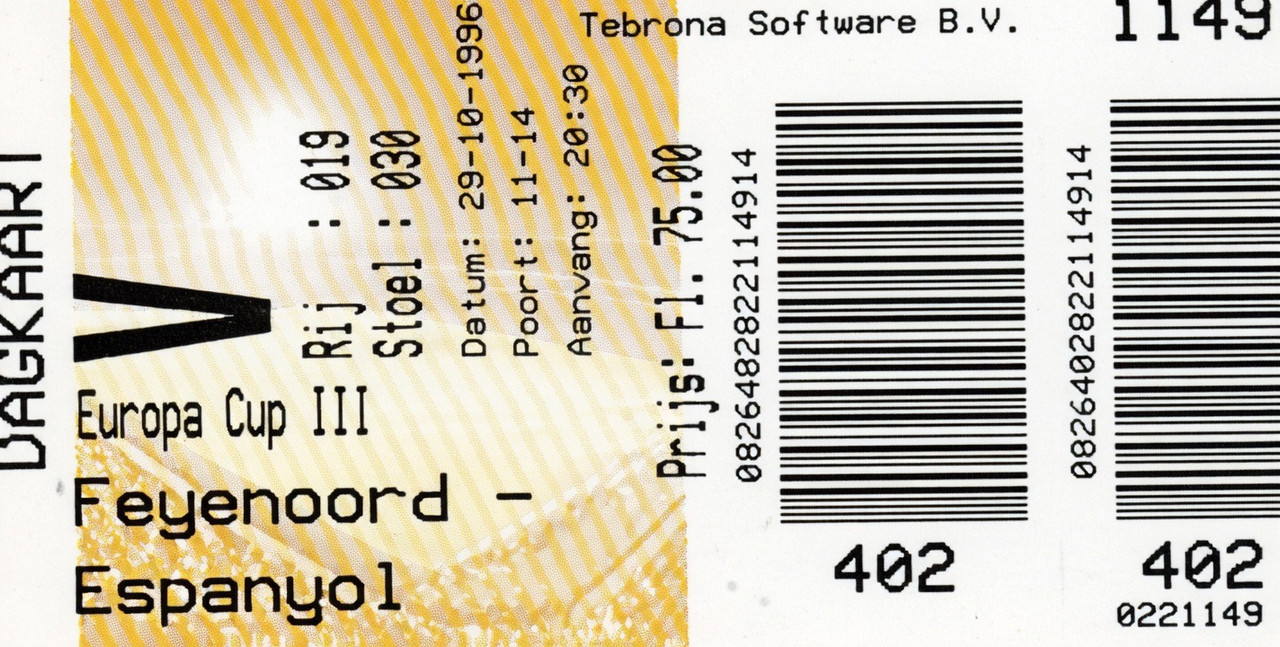 Tebrona Software B.V.
1149
DAGKAART
V
Rij : 019
Stoel : 030
Datum: 29-10-1996
Poort: 11-14
Aanvang: 20:30
Prijs: Fl. 75.00
Europa Cup III
Feyenoord -
Espanyol
0826482822114914
402
0826402822114914
402
0221149